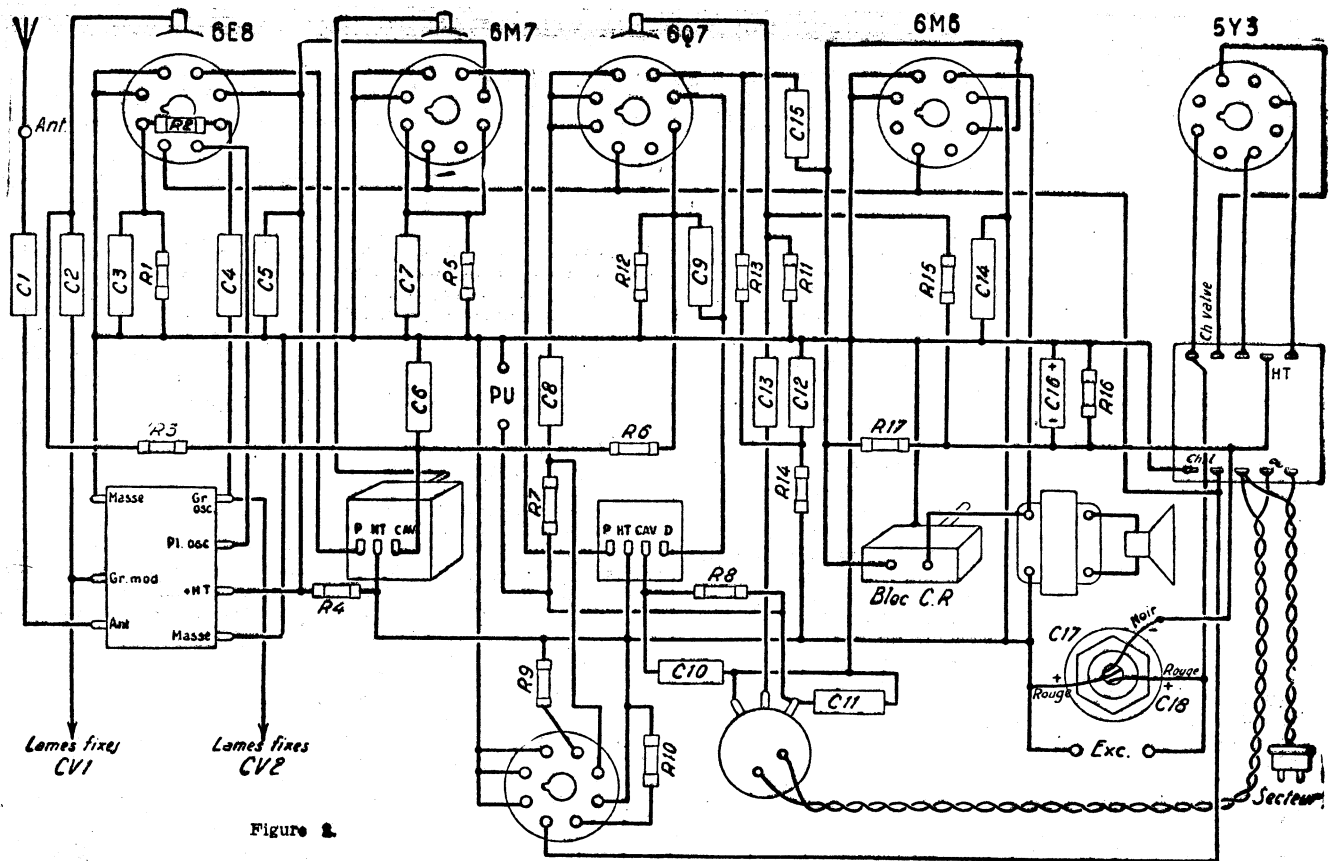 6E8
6M7
6Q7
6M6
5Y3
Ant.
R2
C15
C1
C2
C3
R1
C4
C5
C7
R5
R12
C9
R13
R11
R15
C14
Ch valve
HT
C6
PU
C8
C13
C12
C16
+
-
R16
R3
R6
R17
Ch.l
~
R7
R14
Masse
Gr osc.
Pl. osc
Gr. mod
+HT
Ant
Masse
P HT CAV
P HT CAV D
R4
R8
Bloc C.R
Noir
-
C17
+
Rouge
Rouge
+
C18
R9
C10
C11
R10
Exc.
Secteur
Lames fixes
CV1
Lames fixes
CV2
Figure 2.